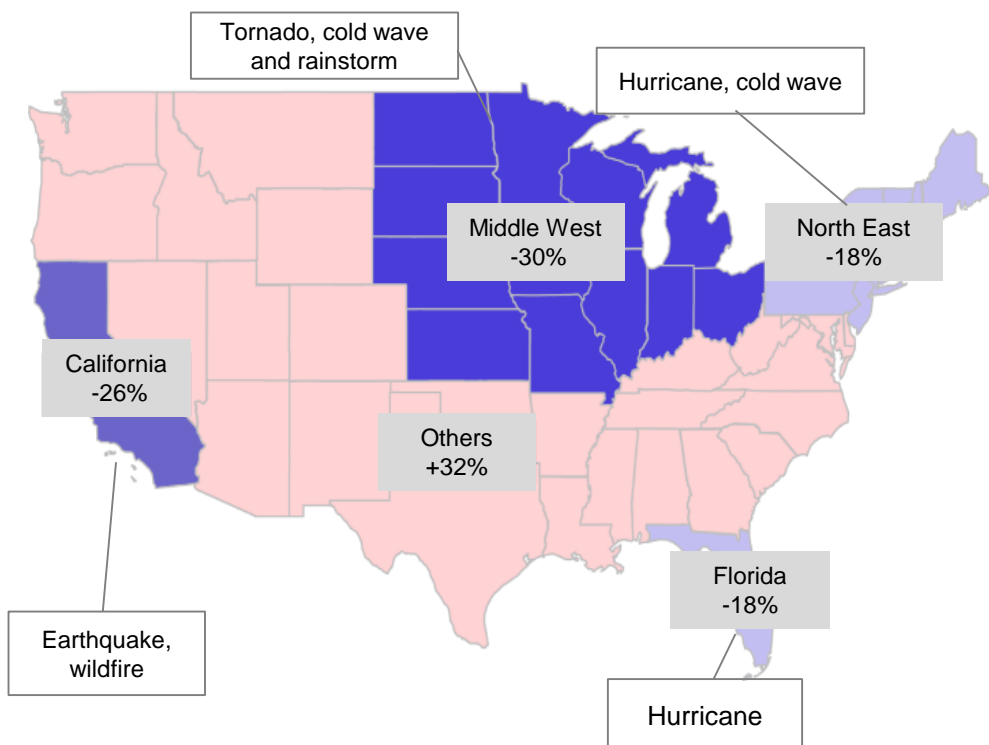 Tornado, cold wave
and rainstorm
Hurricane, cold wave
Middle West
-30%
North East
-18%
California
-26%
Others
+32%
Florida
-18%
Earthquake,
wildfire
Hurricane